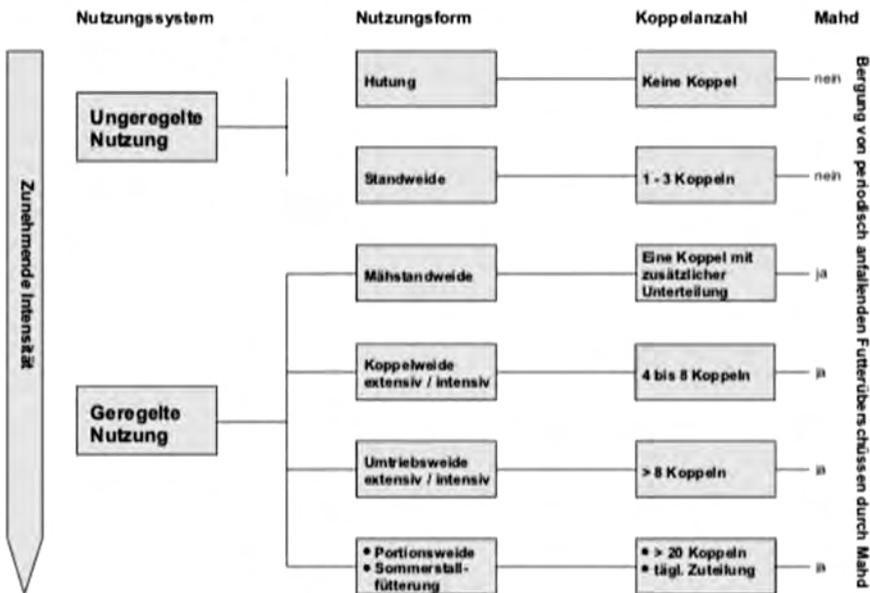 Nutzungssystem
Nutzungsform
Koppelanzahl
Mahd
Zunehmende Intensität
Ungeregelte
Nutzung
Hutung
Keine Koppel
nein
Standweide
1 - 3 Koppeln
nein
Geregelte
Nutzung
Mähstandweide
Eine Koppel mit
zusätzlicher
Unterteilung
ja
Koppelweide
extensiv / intensiv
4 bis 8 Koppeln
ja
Umtriebsweide
extensiv / intensiv
> 8 Koppeln
ja
• Portionsweide
• Sommerstall-
fütterung
• > 20 Koppeln
• tägl. Zuteilung
ja
Bergung von periodisch anfallenden Futterüberschüssen durch Mahd